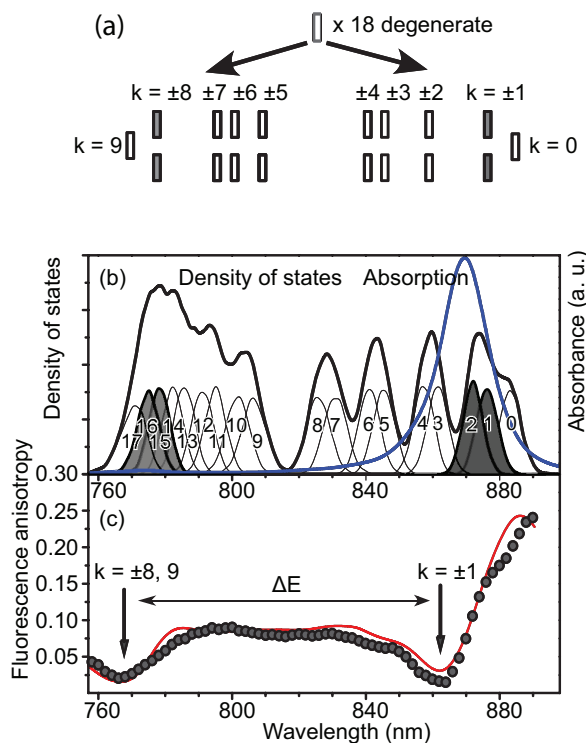 (a)
x 18 degenerate
k = ±8 ±7 ±6 ±5 ±4 ±3 ±2 k = ±1
k = 9
k = 0
(b) Density of states Absorption
Density of states
Absorbance (a. u.)
17 16 15 14 13 12 11 10 9 8 7 6 5 4 3 2 1 0
760 800 840 880
(c)
Fluorescence anisotropy
0.30
0.25
0.20
0.15
0.10
0.05
k = ±8, 9
ΔE
k = ±1
760 800 840 880
Wavelength (nm)